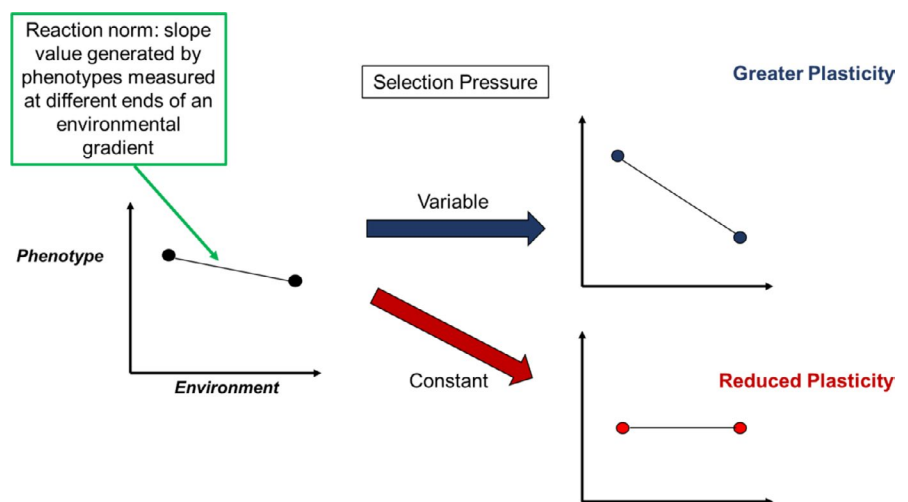 Reaction norm: slope
value generated by
phenotypes measured
at different ends of an
environmental
gradient
Selection Pressure
Greater Plasticity
Variable
Phenotype
Environment
Constant
Reduced Plasticity